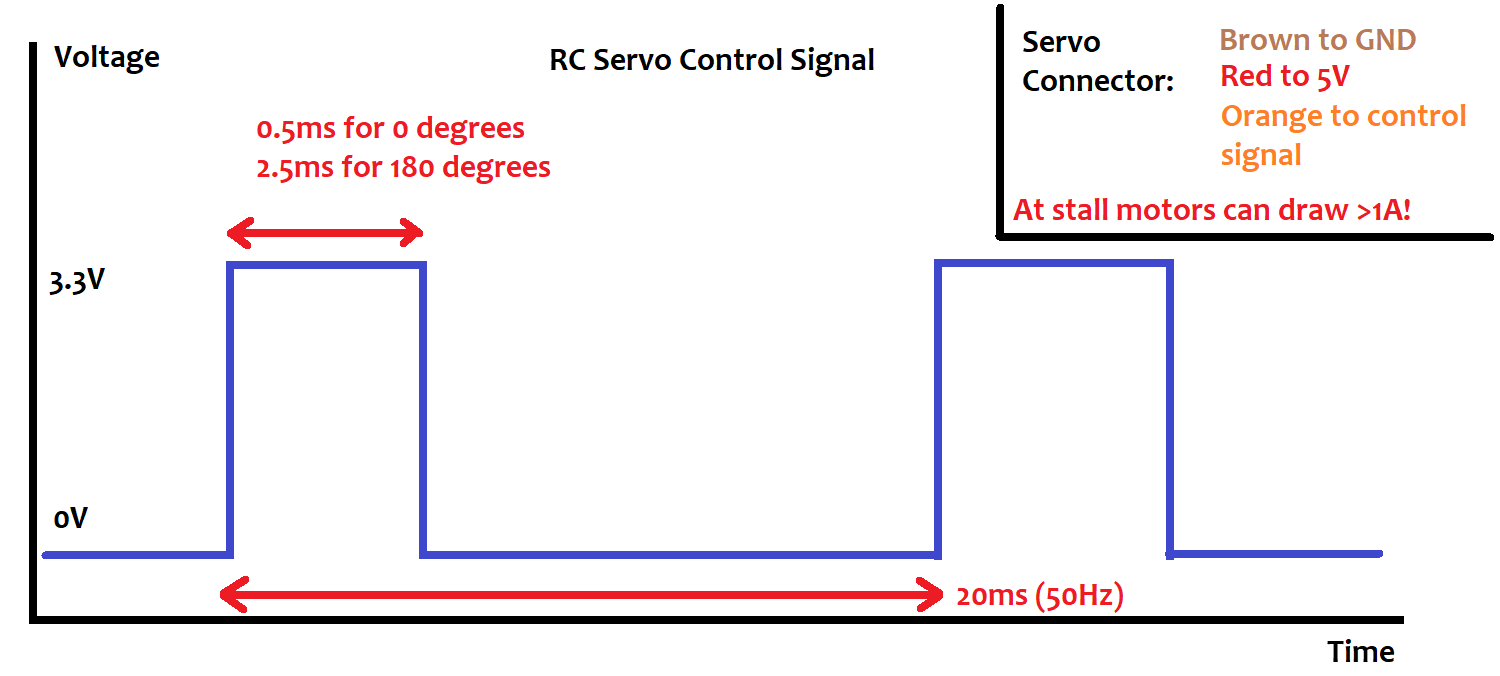 Voltage
RC Servo Control Signal
Servo
Connector:
Brown to GND
Red to 5V
Orange to control
signal
At stall motors can draw >1A!
0.5ms for 0 degrees
2.5ms for 180 degrees
3.3V
0V
20ms (50Hz)
Time